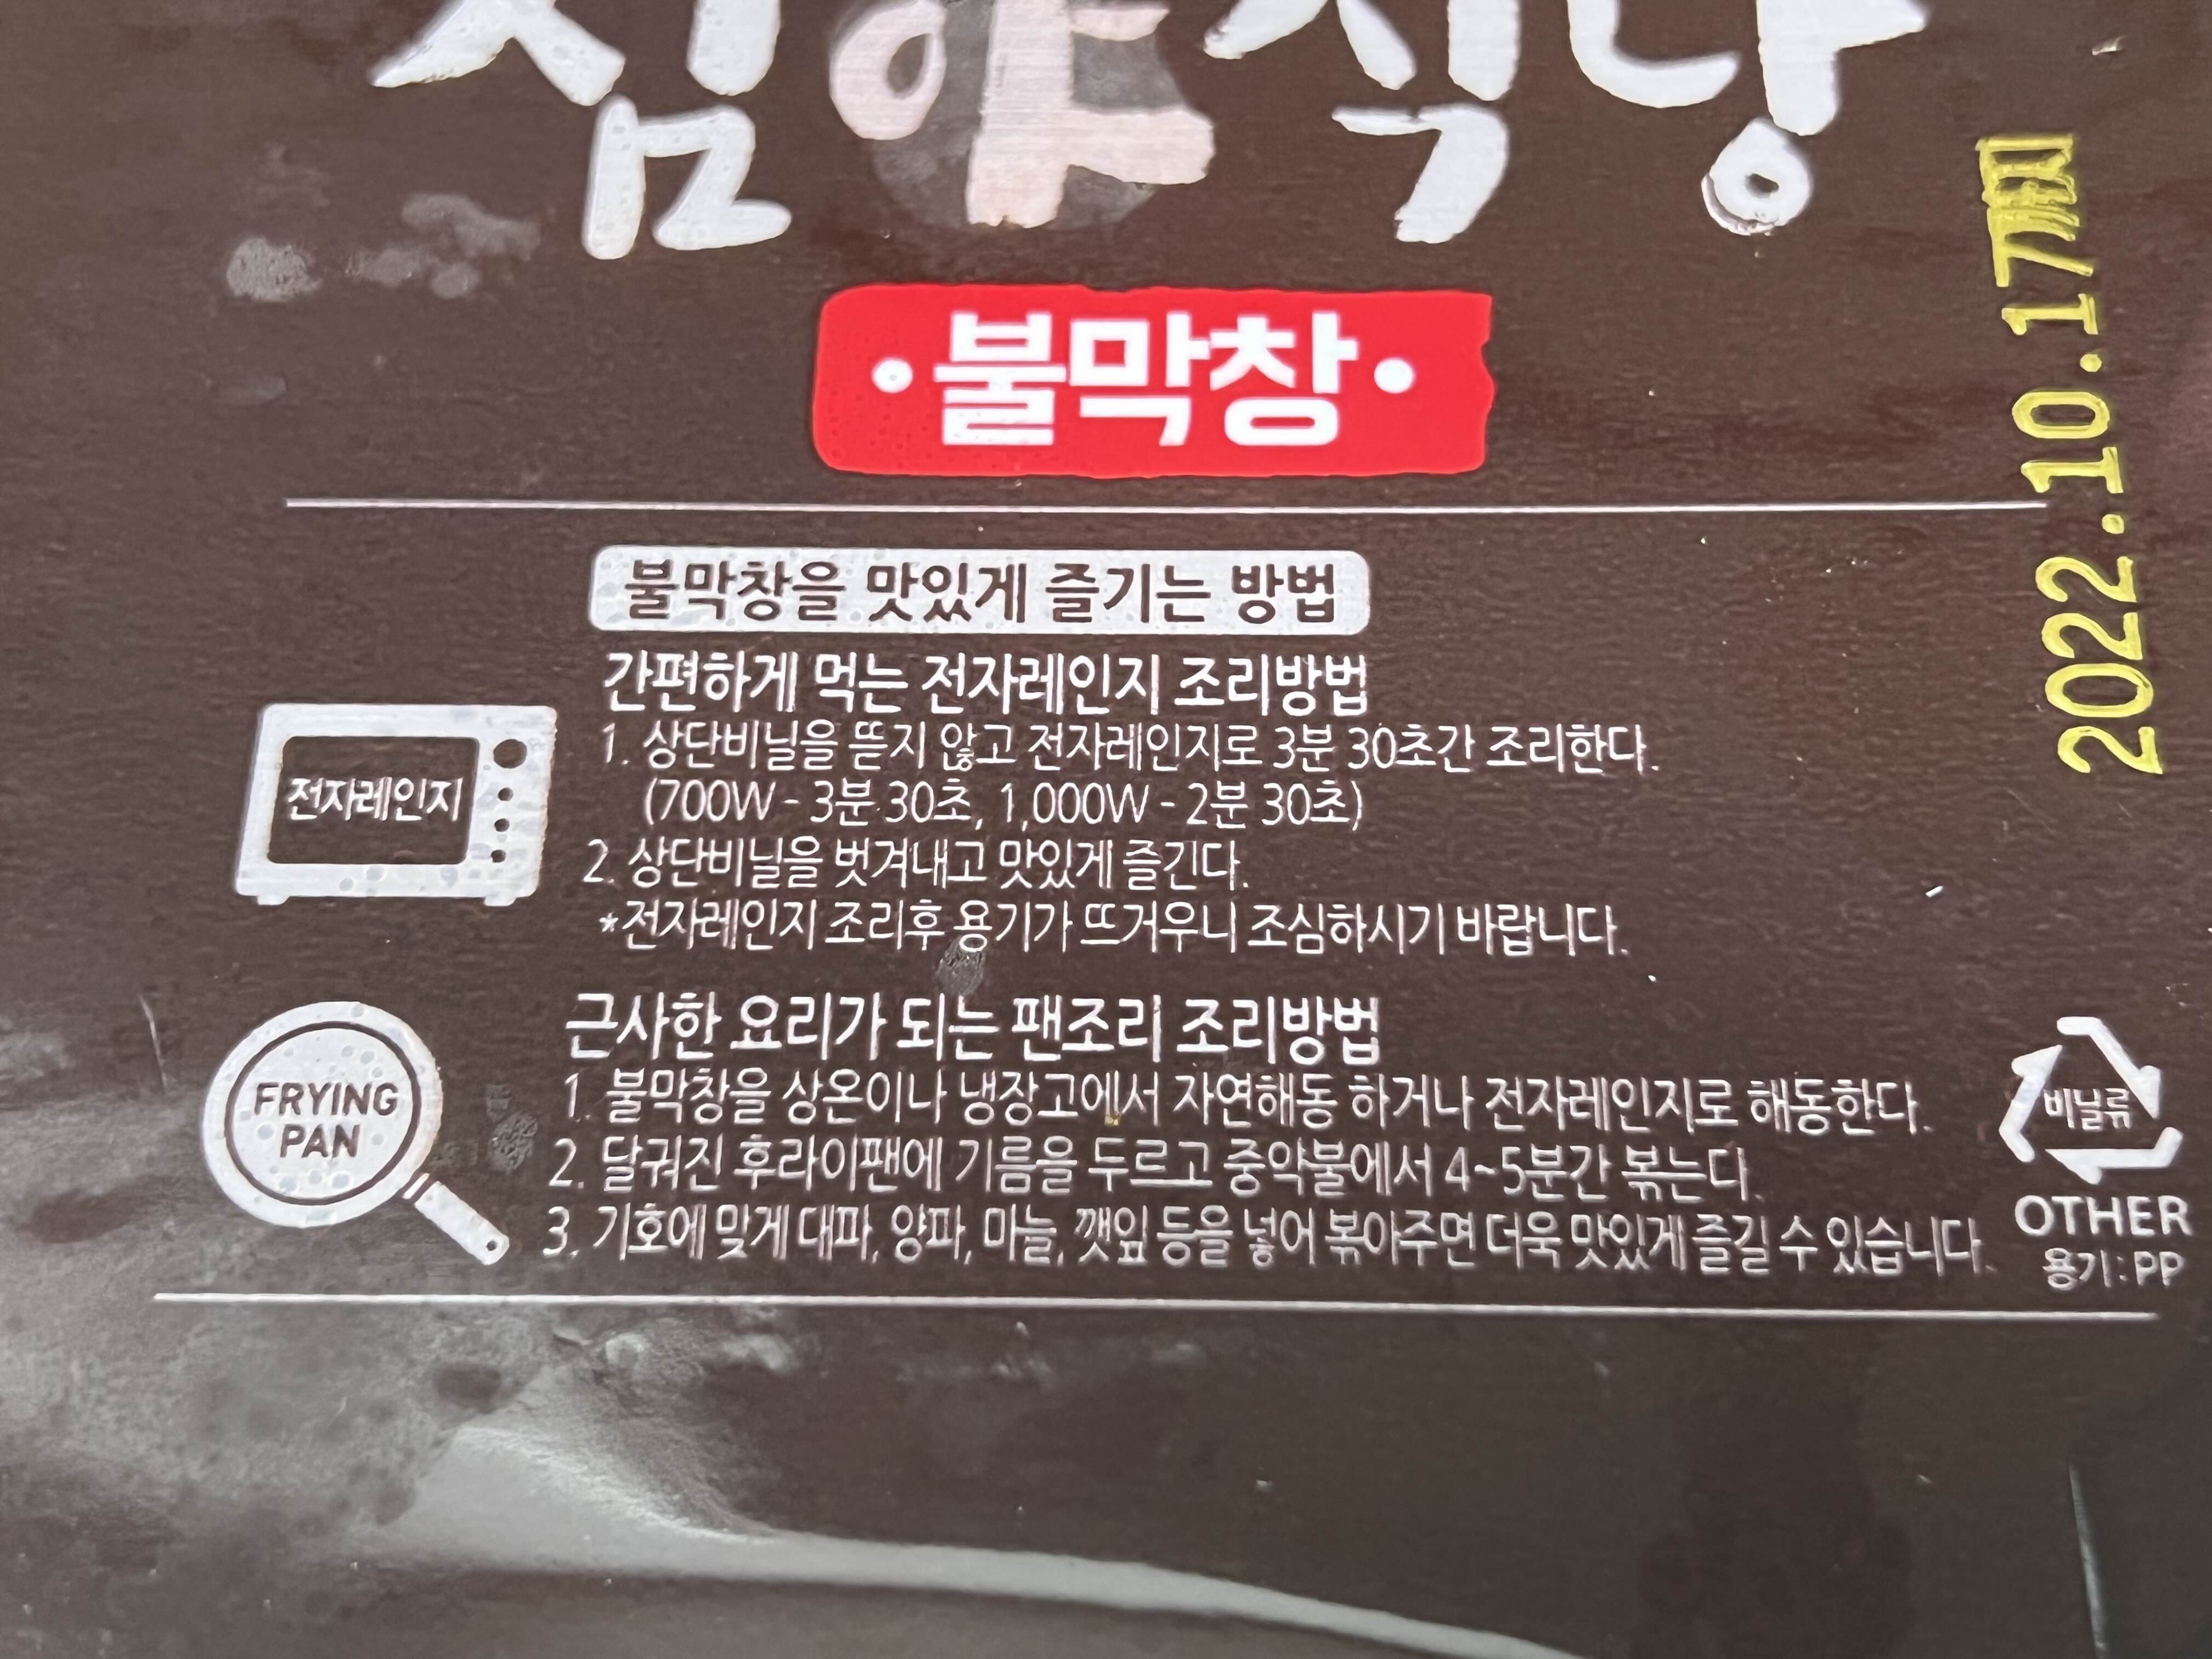 심야식당
·불막창·
2022.10.17까지
불막창을 맛있게 즐기는 방법
전자레인지
간편하게 먹는 전자레인지 조리방법
1. 상단비닐을 뜯지 않고 전자레인지로 3분 30초간 조리한다.
(700W - 3분 30초, 1,000W - 2분 30초)
2. 상단비닐을 벗겨내고 맛있게 즐긴다.
*전자레인지 조리후 용기가 뜨거우니 조심하시기 바랍니다.
FRYING
PAN
근사한 요리가 되는 팬조리 조리방법
1. 불막창을 상온이나 냉장고에서 자연해동 하거나 전자레인지로 해동한다.
2. 달궈진 후라이팬에 기름을 두르고 중약불에서 4~5분간 볶는다.
3. 기호에 맞게 대파, 양파, 마늘, 깻잎 등을 넣어 볶아주면 더욱 맛있게 즐길 수 있습니다.
비닐류
OTHER
용기:PP